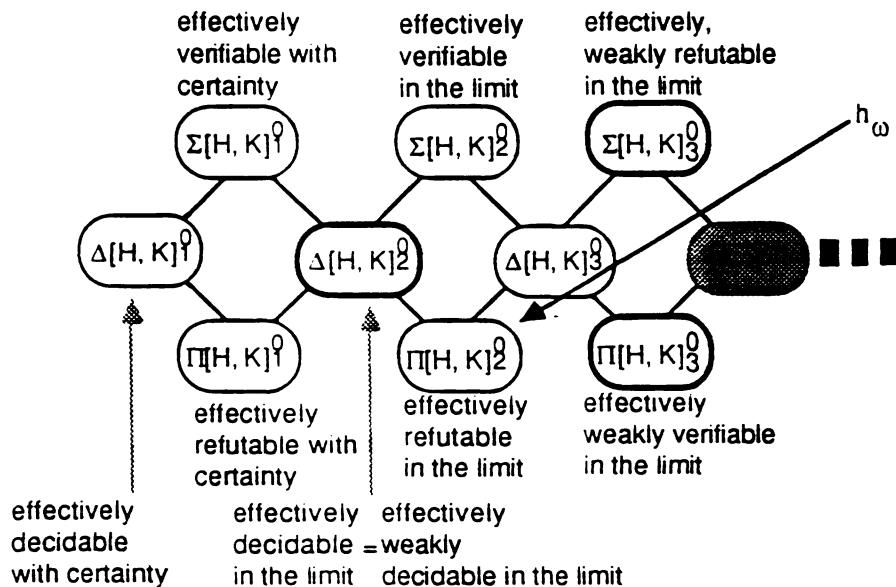 effectively
verifiable with
certainty
effectively
verifiable
in the limit
effectively,
weakly refutable
in the limit
h_ω
Σ[H, K]⁰₁
Σ[H, K]⁰₂
Σ[H, K]⁰₃
Δ[H, K]⁰₁
Δ[H, K]⁰₂
Δ[H, K]⁰₃
Π[H, K]⁰₁
Π[H, K]⁰₂
Π[H, K]⁰₃
effectively
refutable with
certainty
effectively
refutable
in the limit
effectively
weakly verifiable
in the limit
effectively
decidable
with certainty
effectively
decidable =
in the limit
effectively
weakly
decidable in the limit